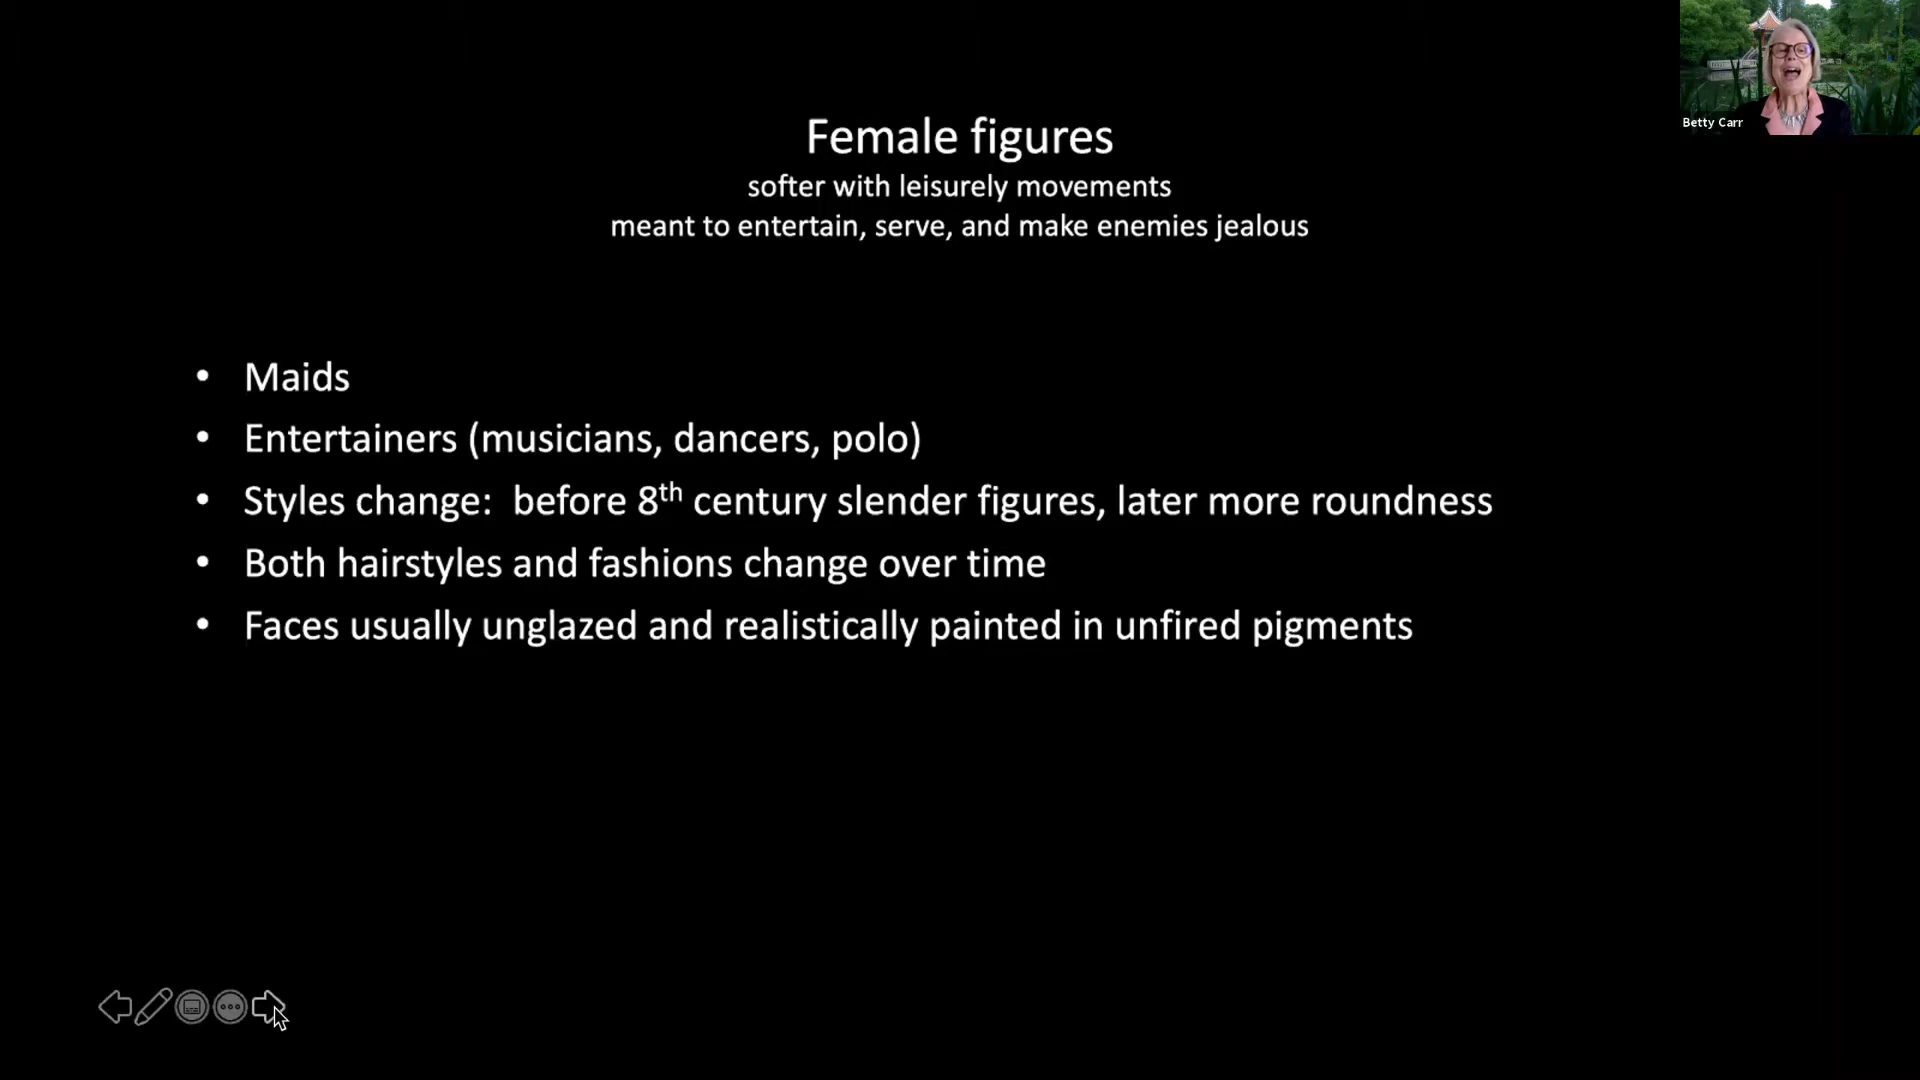 Betty Carr
Female figures
softer with leisurely movements
meant to entertain, serve, and make enemies jealous
• Maids
• Entertainers (musicians, dancers, polo)
• Styles change:  before 8th century slender figures, later more roundness
• Both hairstyles and fashions change over time
• Faces usually unglazed and realistically painted in unfired pigments